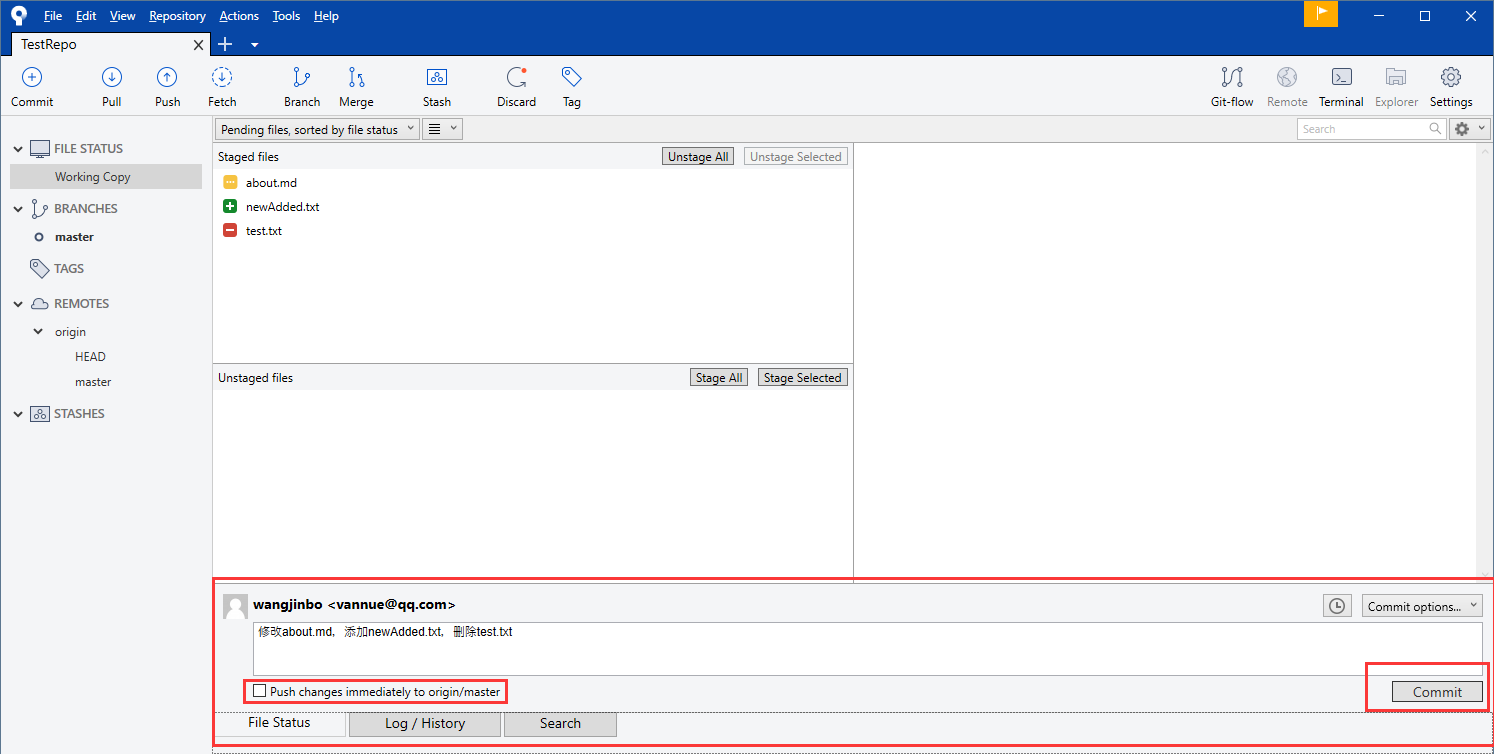 File Edit View Repository Actions Tools Help
TestRepo
Commit Pull Push Fetch Branch Merge Stash Discard Tag Git-flow Remote Terminal Explorer Settings
Pending files, sorted by file status
Search
FILE STATUS
Working Copy
BRANCHES
master
TAGS
REMOTES
origin
HEAD
master
STASHES
Staged files Unstage All Unstage Selected
about.md
newAdded.txt
test.txt
Unstaged files Stage All Stage Selected
wangjinbo <vannue@qq.com>
Commit options...
修改about.md，添加newAdded.txt，删除test.txt
Push changes immediately to origin/master
Commit
File Status Log / History Search